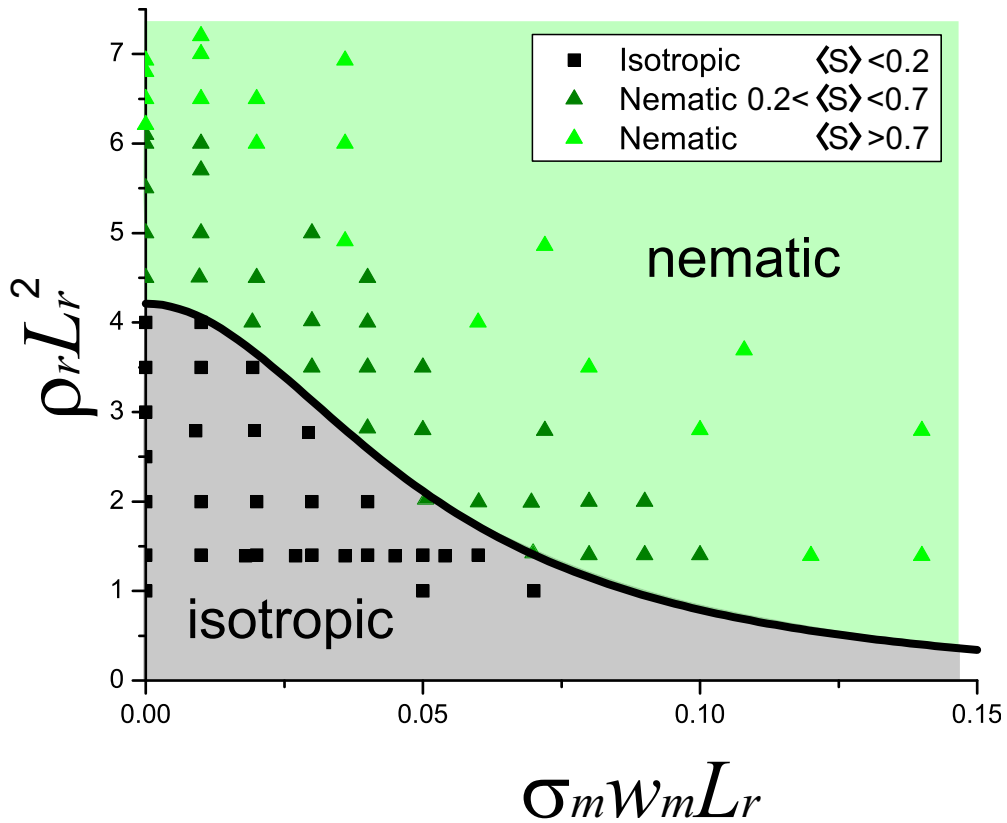 7
6
5
4
3
2
1
0
ρrLr²
Isotropic ⟨S⟩ <0.2
Nematic 0.2< ⟨S⟩ <0.7
Nematic ⟨S⟩ >0.7
nematic
isotropic
0.00 0.05 0.10 0.15
σmwmLr